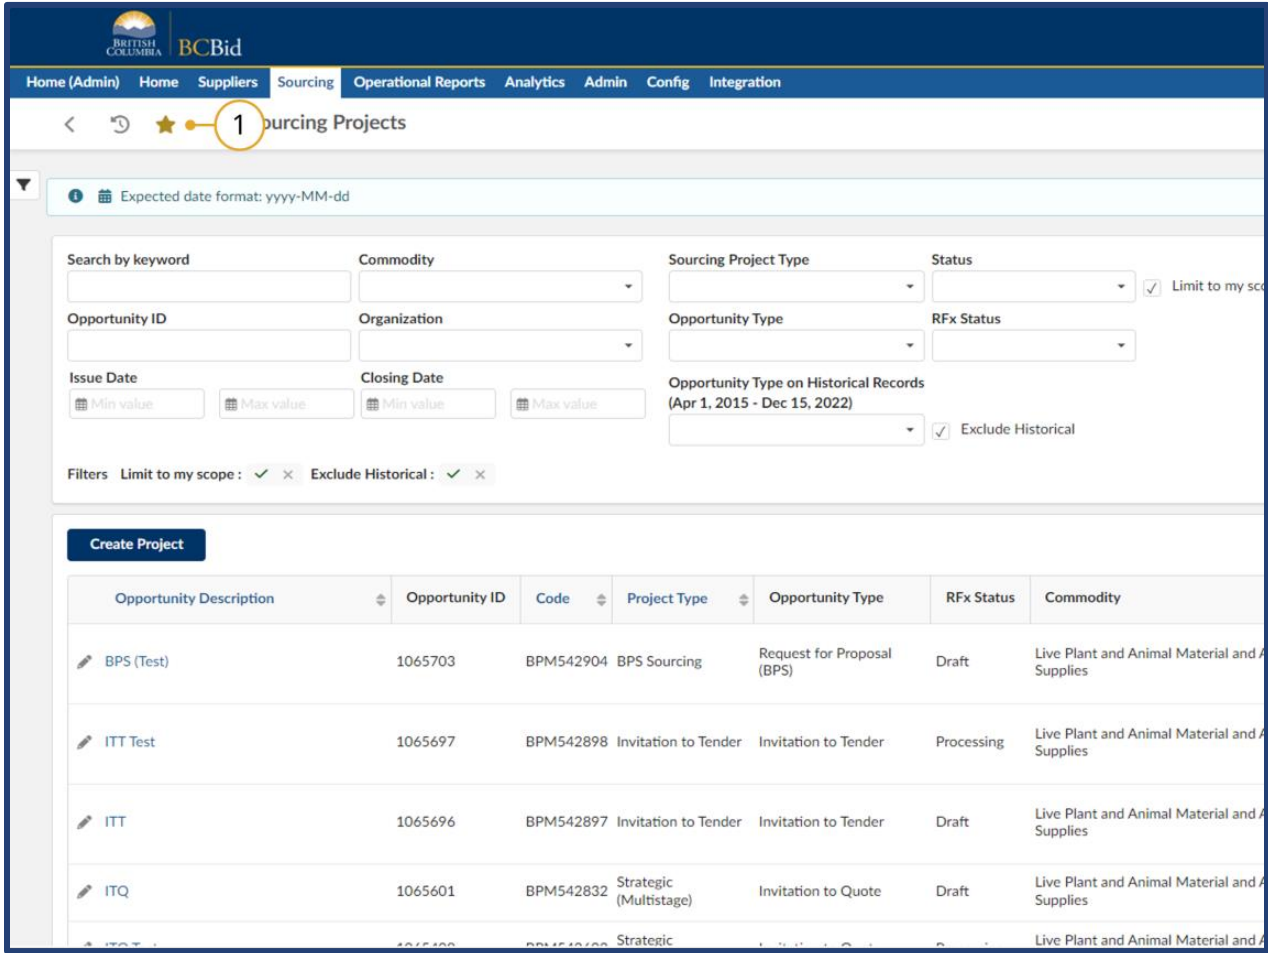 BRITISH
COLUMBIA
BCBid
Home (Admin) Home Suppliers Sourcing Operational Reports Analytics Admin Config Integration
1 ourcing Projects
Expected date format: yyyy-MM-dd
Search by keyword Commodity Sourcing Project Type Status
Limit to my sco
Opportunity ID Organization Opportunity Type RFx Status
Issue Date Closing Date Opportunity Type on Historical Records
(Apr 1, 2015 - Dec 15, 2022)
Min value Max value Min value Max value
Exclude Historical
Filters Limit to my scope : Exclude Historical :
Create Project
Opportunity Description Opportunity ID Code Project Type Opportunity Type RFx Status Commodity
BPS (Test) 1065703 BPM542904 BPS Sourcing Request for Proposal (BPS) Draft Live Plant and Animal Material and A
Supplies
ITT Test 1065697 BPM542898 Invitation to Tender Invitation to Tender Processing Live Plant and Animal Material and A
Supplies
ITT 1065696 BPM542897 Invitation to Tender Invitation to Tender Draft Live Plant and Animal Material and A
Supplies
ITQ 1065601 BPM542832 Strategic (Multistage) Invitation to Quote Draft Live Plant and Animal Material and A
Supplies
Strategic Live Plant and Animal Material and A